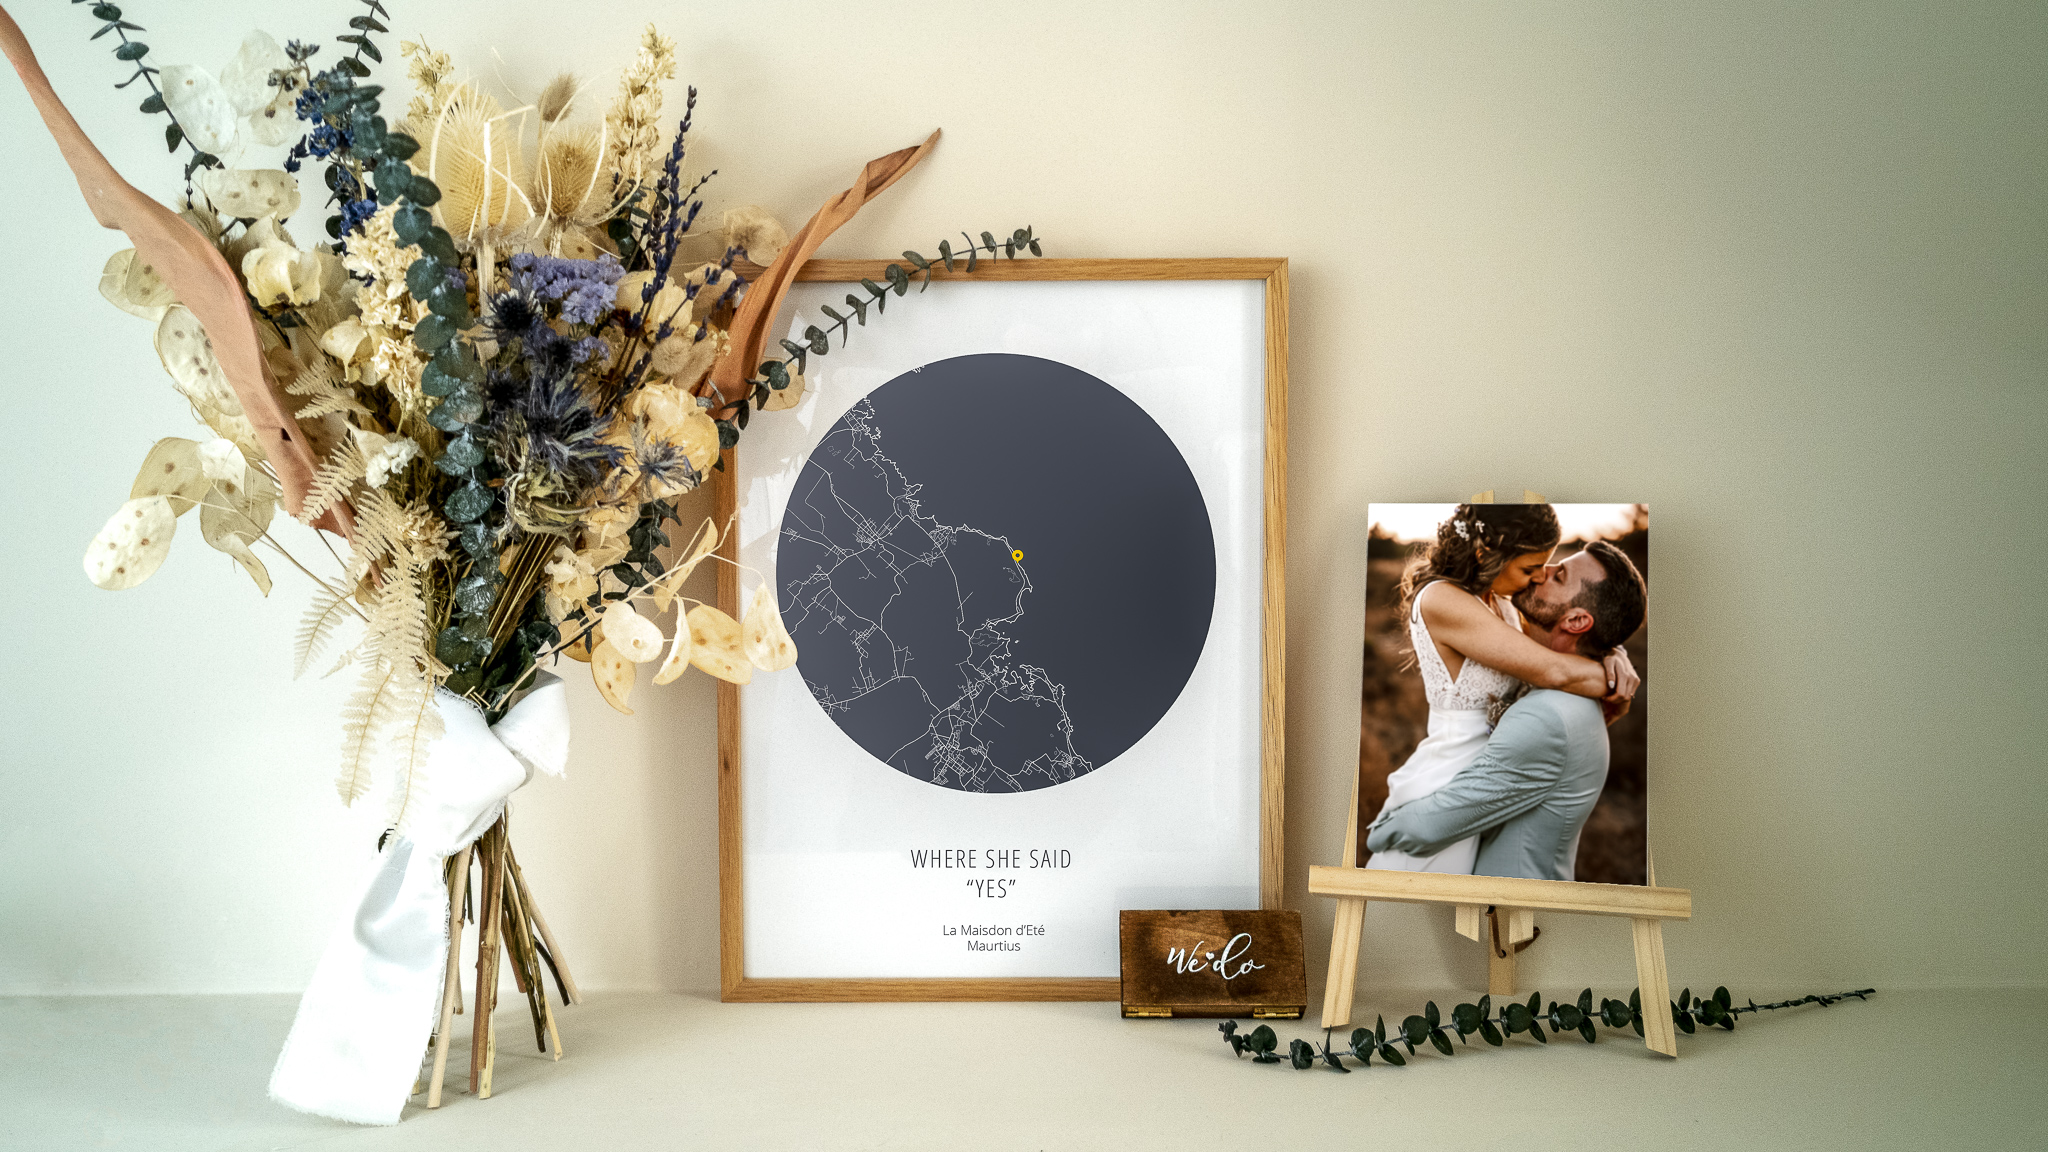 WHERE SHE SAID
“YES”
La Maisdon d’Eté
Maurtius
We do